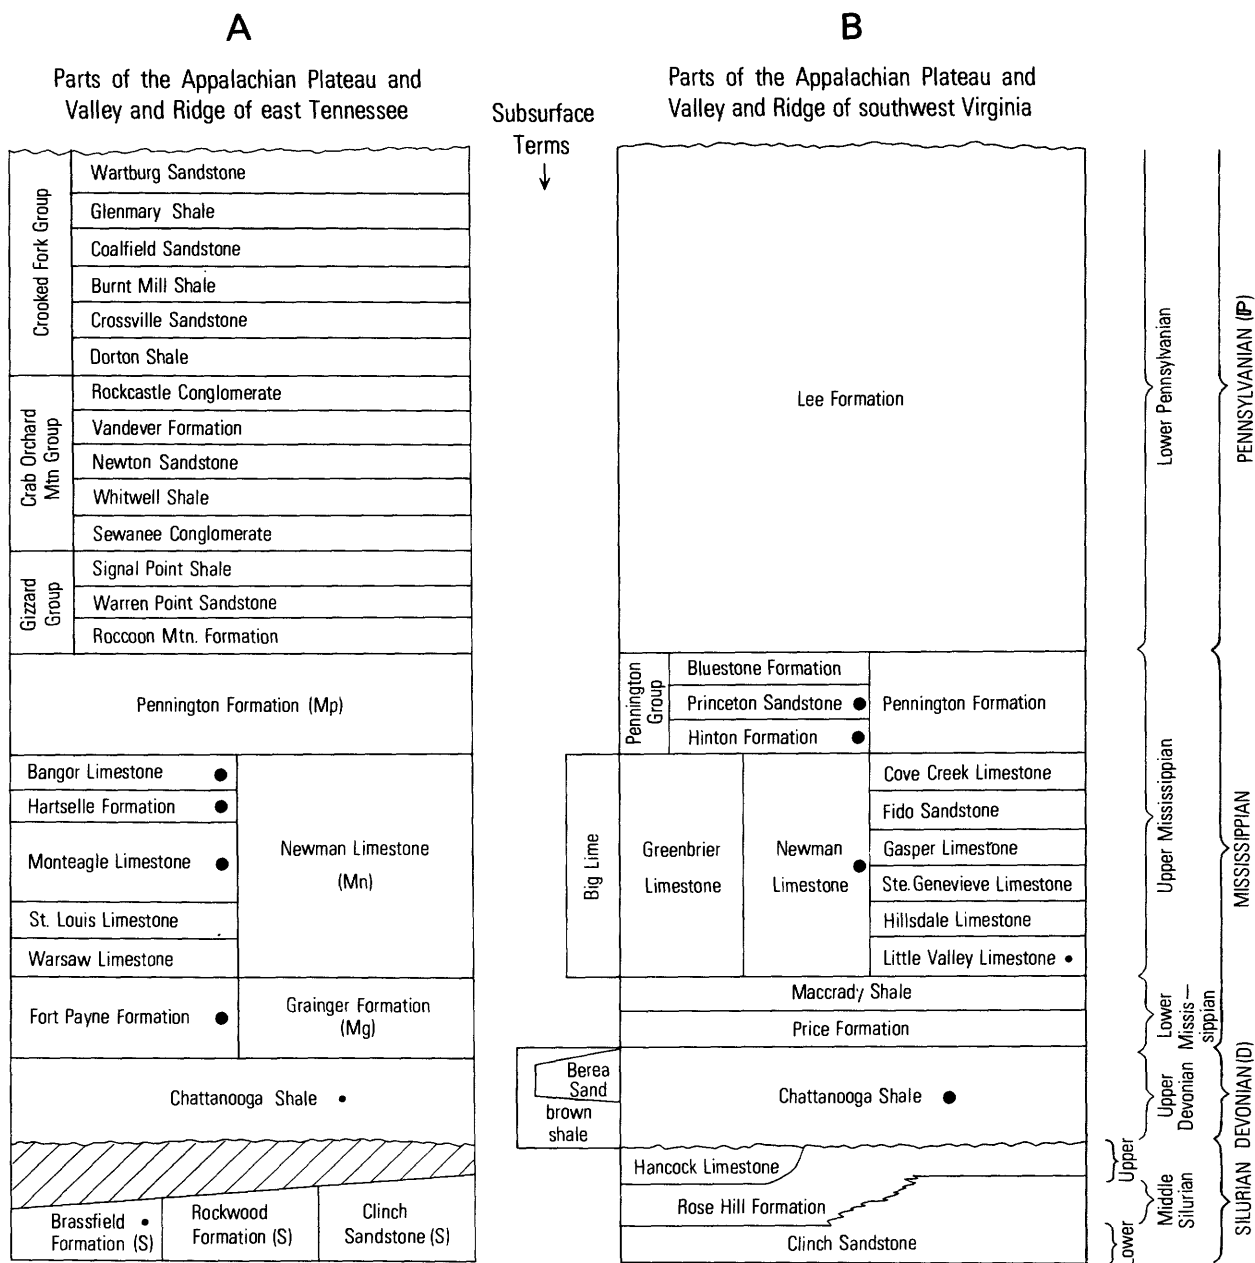 A
Parts of the Appalachian Plateau and
Valley and Ridge of east Tennessee
Crooked Fork Group
Wartburg Sandstone
Glenmary Shale
Coalfield Sandstone
Burnt Mill Shale
Crossville Sandstone
Dorton Shale
Crab Orchard
Mtn Group
Rockcastle Conglomerate
Vandever Formation
Newton Sandstone
Whitwell Shale
Sewanee Conglomerate
Gizzard
Group
Signal Point Shale
Warren Point Sandstone
Roccoon Mtn. Formation
Pennington Formation (Mp)
Bangor Limestone
Hartselle Formation
Monteagle Limestone
St. Louis Limestone
Warsaw Limestone
Newman Limestone
(Mn)
Fort Payne Formation
Grainger Formation
(Mg)
Chattanooga Shale
Brassfield
Formation (S)
Rockwood
Formation (S)
Clinch
Sandstone (S)
Subsurface
Terms
Big Lime
Berea
Sand
brown
shale
B
Parts of the Appalachian Plateau and
Valley and Ridge of southwest Virginia
Lee Formation
Pennington
Group
Bluestone Formation
Princeton Sandstone
Hinton Formation
Pennington Formation
Greenbrier
Limestone
Newman
Limestone
Cove Creek Limestone
Fido Sandstone
Gasper Limestone
Ste. Genevieve Limestone
Hillsdale Limestone
Little Valley Limestone
Maccrady Shale
Price Formation
Chattanooga Shale
Hancock Limestone
Rose Hill Formation
Clinch Sandstone
Lower Pennsylvanian
Upper Mississippian
Lower
Missis-
sippian
Upper
Devonian
Upper
Middle
Silurian
Lower
PENNSYLVANIAN (IP)
MISSISSIPPIAN
DEVONIAN (D)
SILURIAN